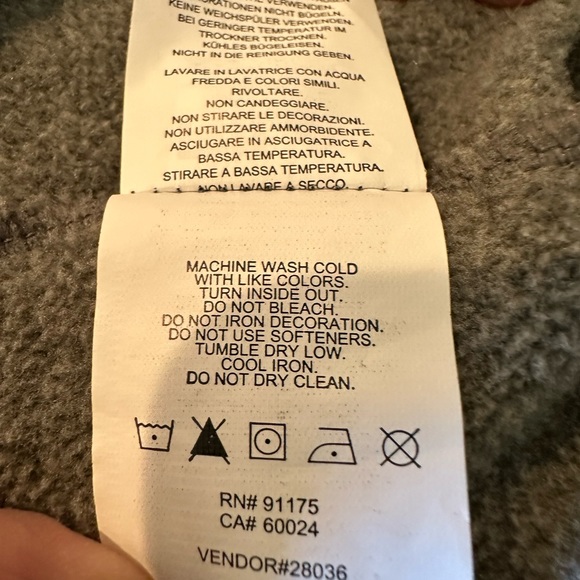 DEKORATIONEN NICHT BÜGELN.
KEINE WEICHSPÜLER VERWENDEN.
BEI GERINGER TEMPERATUR IM
TROCKNER TROCKNEN.
KÜHLES BÜGELEISEN.
NICHT IN DIE REINIGUNG GEBEN.
LAVARE IN LAVATRICE CON ACQUA
FREDDA E COLORI SIMILI.
RIVOLTARE.
NON CANDEGGIARE.
NON STIRARE LE DECORAZIONI.
NON UTILIZZARE AMMORBIDENTE.
ASCIUGARE IN ASCIUGATRICE A
BASSA TEMPERATURA.
STIRARE A BASSA TEMPERATURA.
NON LAVARE A SECCO.
MACHINE WASH COLD
WITH LIKE COLORS.
TURN INSIDE OUT.
DO NOT BLEACH.
DO NOT IRON DECORATION.
DO NOT USE SOFTENERS.
TUMBLE DRY LOW.
COOL IRON.
DO NOT DRY CLEAN.
RN# 91175
CA# 60024
VENDOR#28036